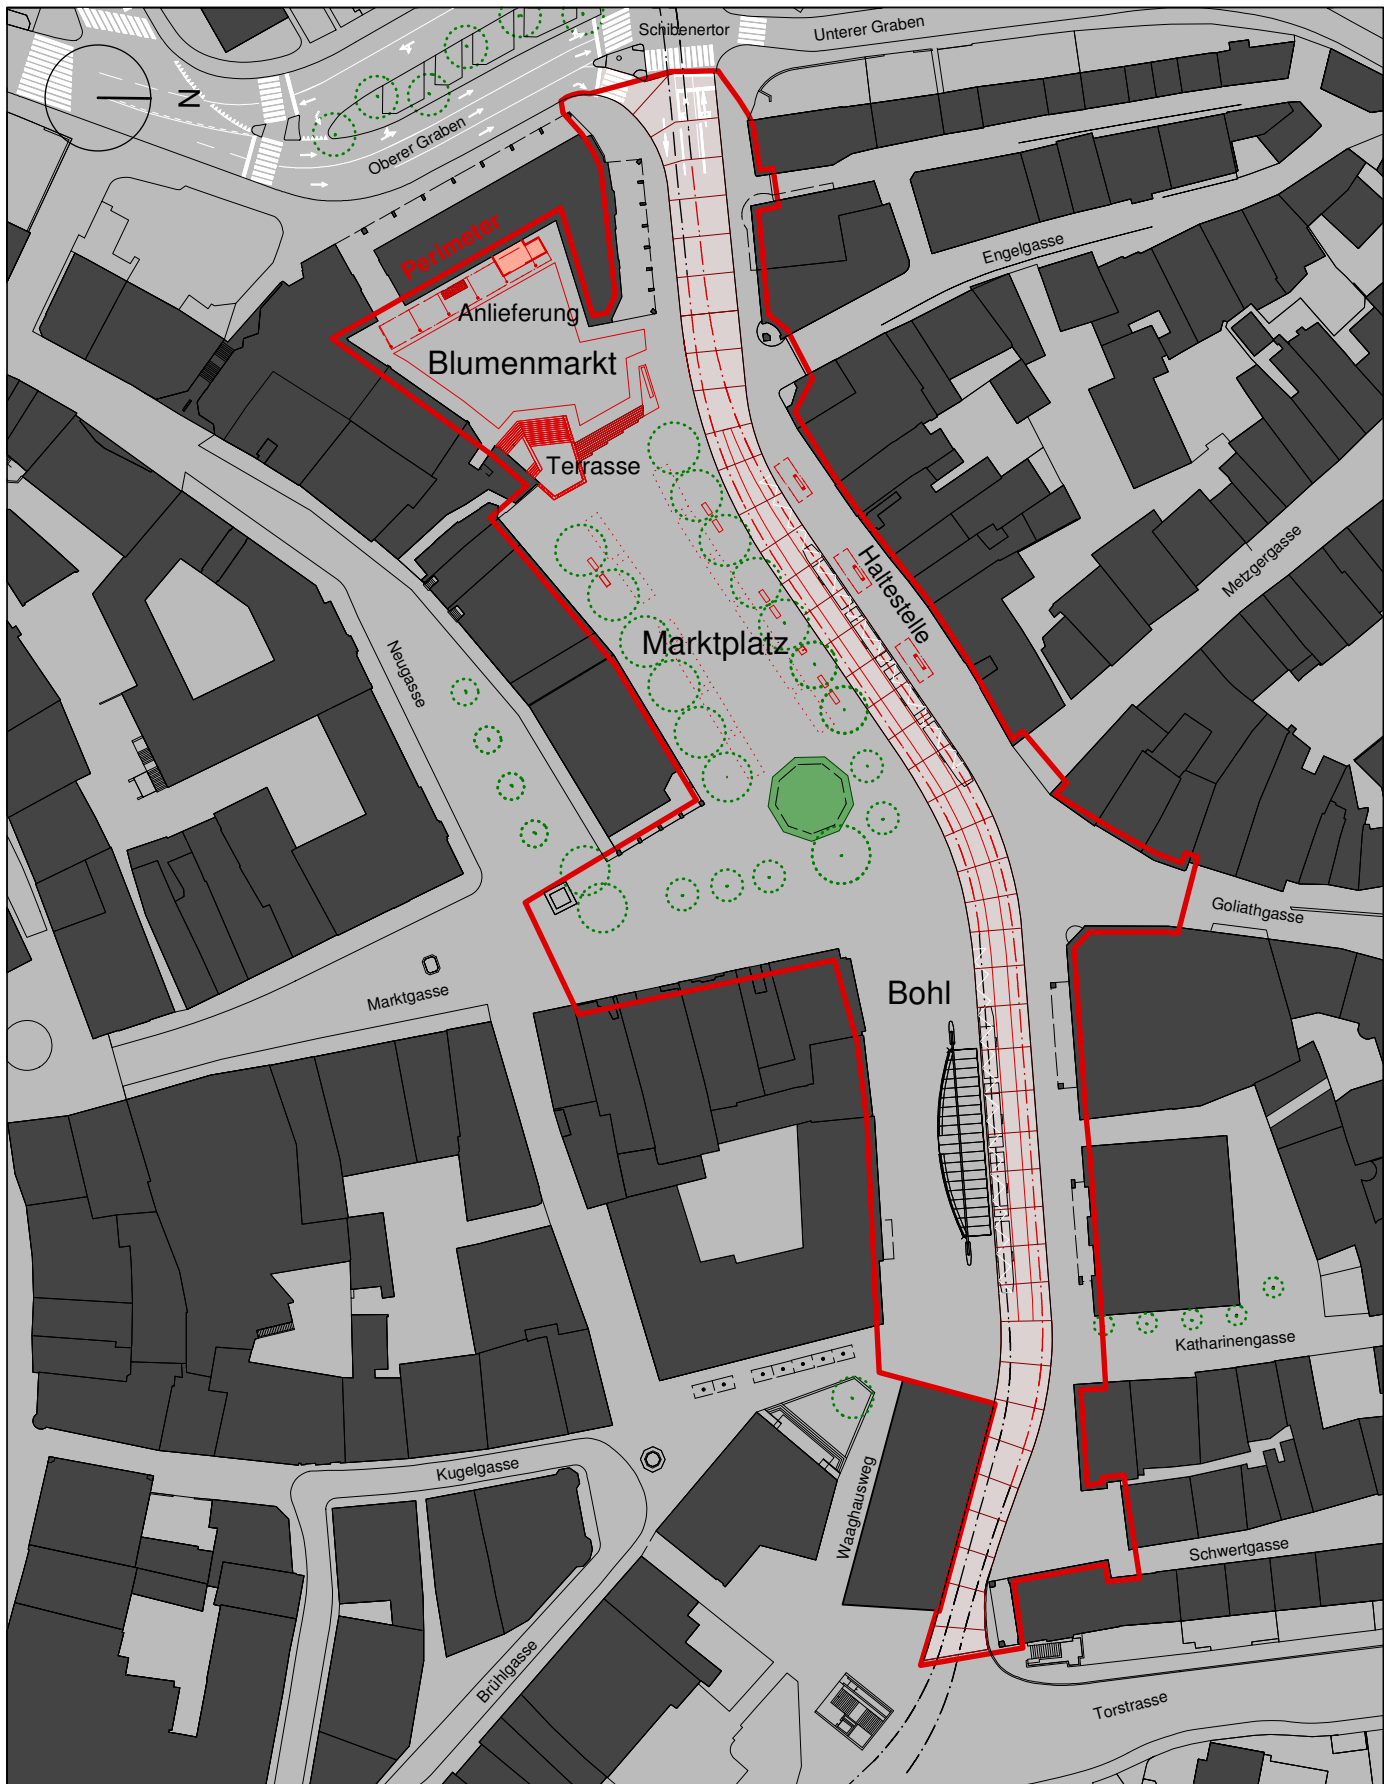 Schibenertor
Unterer Graben
N
Oberer Graben
Perimeter
Engelgasse
Anlieferung
Blumenmarkt
Terrasse
Metzgergasse
Haltestelle
Marktplatz
Neugasse
Goliathgasse
Marktgasse
Bohl
Katharinengasse
Kugelgasse
Waaghausweg
Schwertgasse
Brühlgasse
Torstrasse